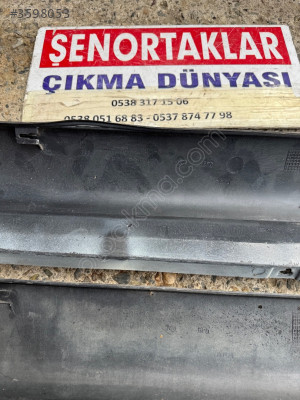 #3598053
ŞENORTAKLAR
ÇIKMA DÜNYASI
0538 317 15 06
0538 051 68 83 - 0537 874 77 98